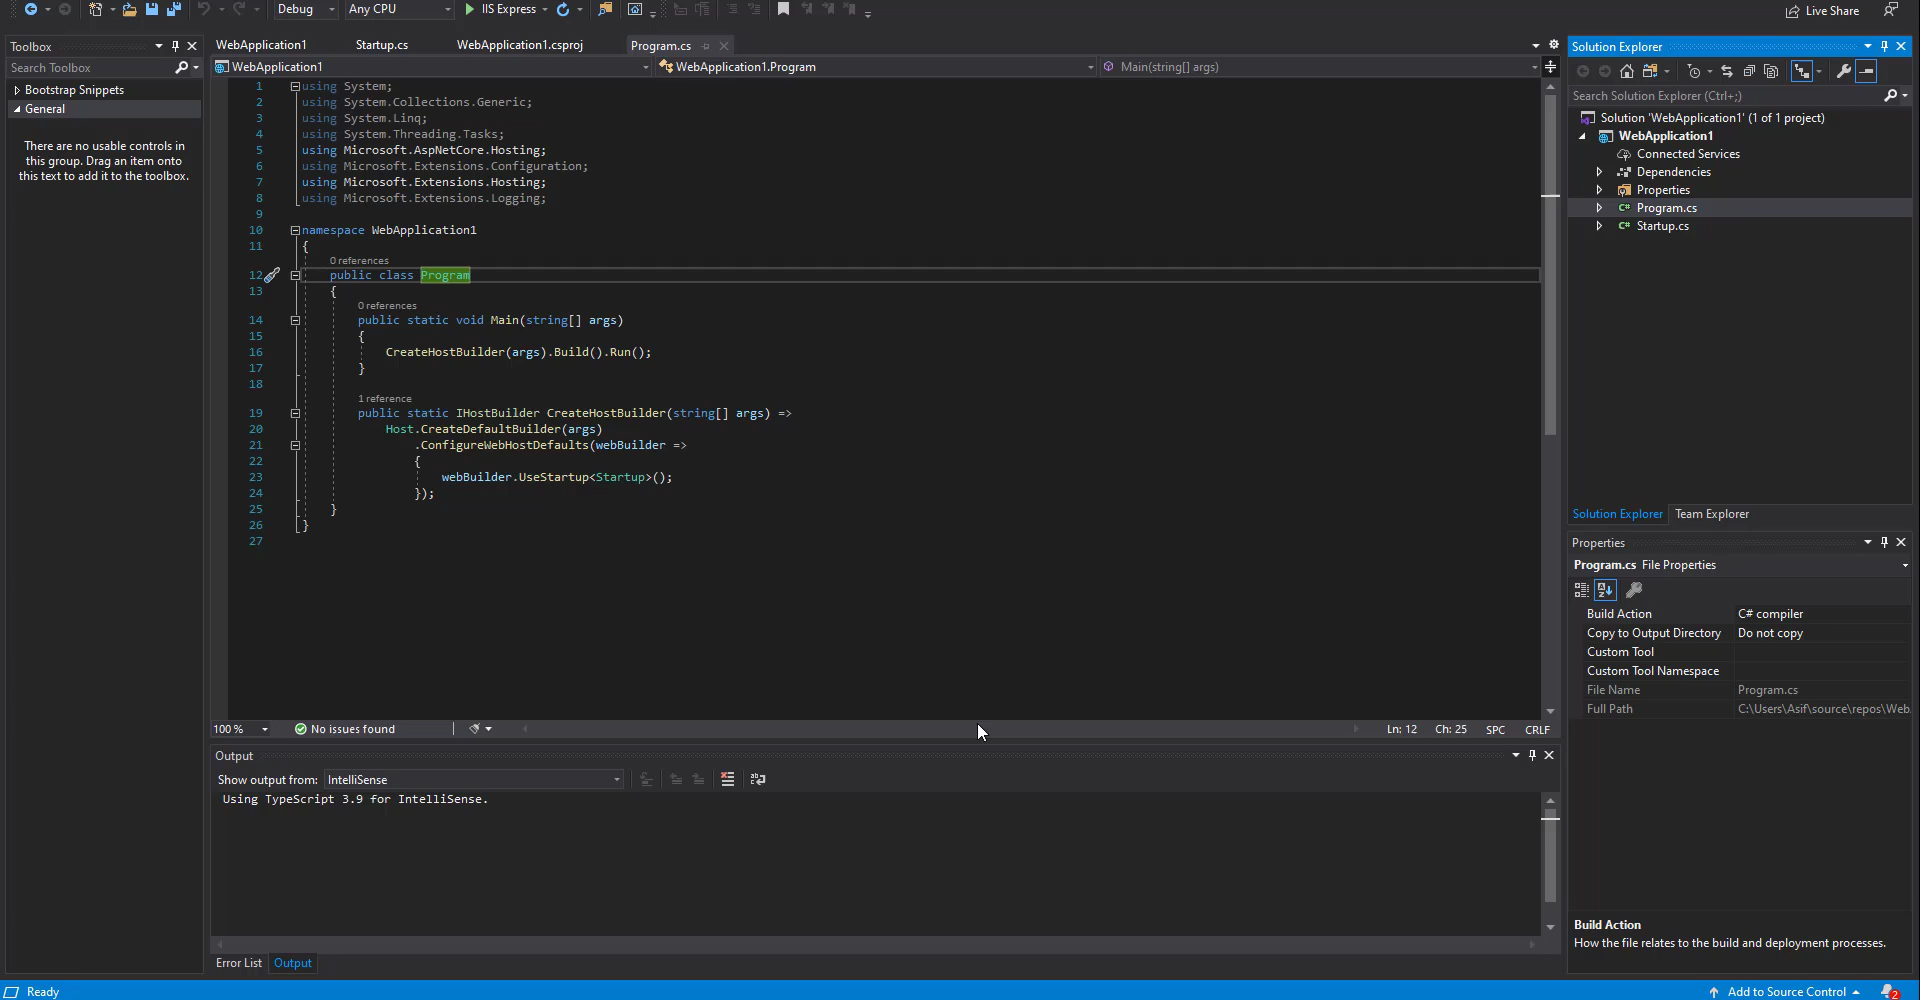 Debug
Any CPU
IIS Express
Live Share
Toolbox
Search Toolbox
Bootstrap Snippets
General
There are no usable controls in
this group. Drag an item onto
this text to add it to the toolbox.
WebApplication1
Startup.cs
WebApplication1.csproj
Program.cs
WebApplication1
WebApplication1.Program
Main(string[] args)
1 using System;
2 using System.Collections.Generic;
3 using System.Linq;
4 using System.Threading.Tasks;
5 using Microsoft.AspNetCore.Hosting;
6 using Microsoft.Extensions.Configuration;
7 using Microsoft.Extensions.Hosting;
8 using Microsoft.Extensions.Logging;
9
10 namespace WebApplication1
11 {
0 references
12 public class Program
13 {
0 references
14 public static void Main(string[] args)
15 {
16 CreateHostBuilder(args).Build().Run();
17 }
18
1 reference
19 public static IHostBuilder CreateHostBuilder(string[] args) =>
20 Host.CreateDefaultBuilder(args)
21 .ConfigureWebHostDefaults(webBuilder =>
22 {
23 webBuilder.UseStartup<Startup>();
24 });
25 }
26 }
27
100 %
No issues found
Ln: 12
Ch: 25
SPC
CRLF
Output
Show output from:
IntelliSense
Using TypeScript 3.9 for IntelliSense.
Error List
Output
Solution Explorer
Search Solution Explorer (Ctrl+;)
Solution 'WebApplication1' (1 of 1 project)
WebApplication1
Connected Services
Dependencies
Properties
C# Program.cs
C# Startup.cs
Solution Explorer
Team Explorer
Properties
Program.cs File Properties
Build Action C# compiler
Copy to Output Directory Do not copy
Custom Tool
Custom Tool Namespace
File Name Program.cs
Full Path C:\Users\Asif\source\repos\Web.
Build Action
How the file relates to the build and deployment processes.
Ready
Add to Source Control
2